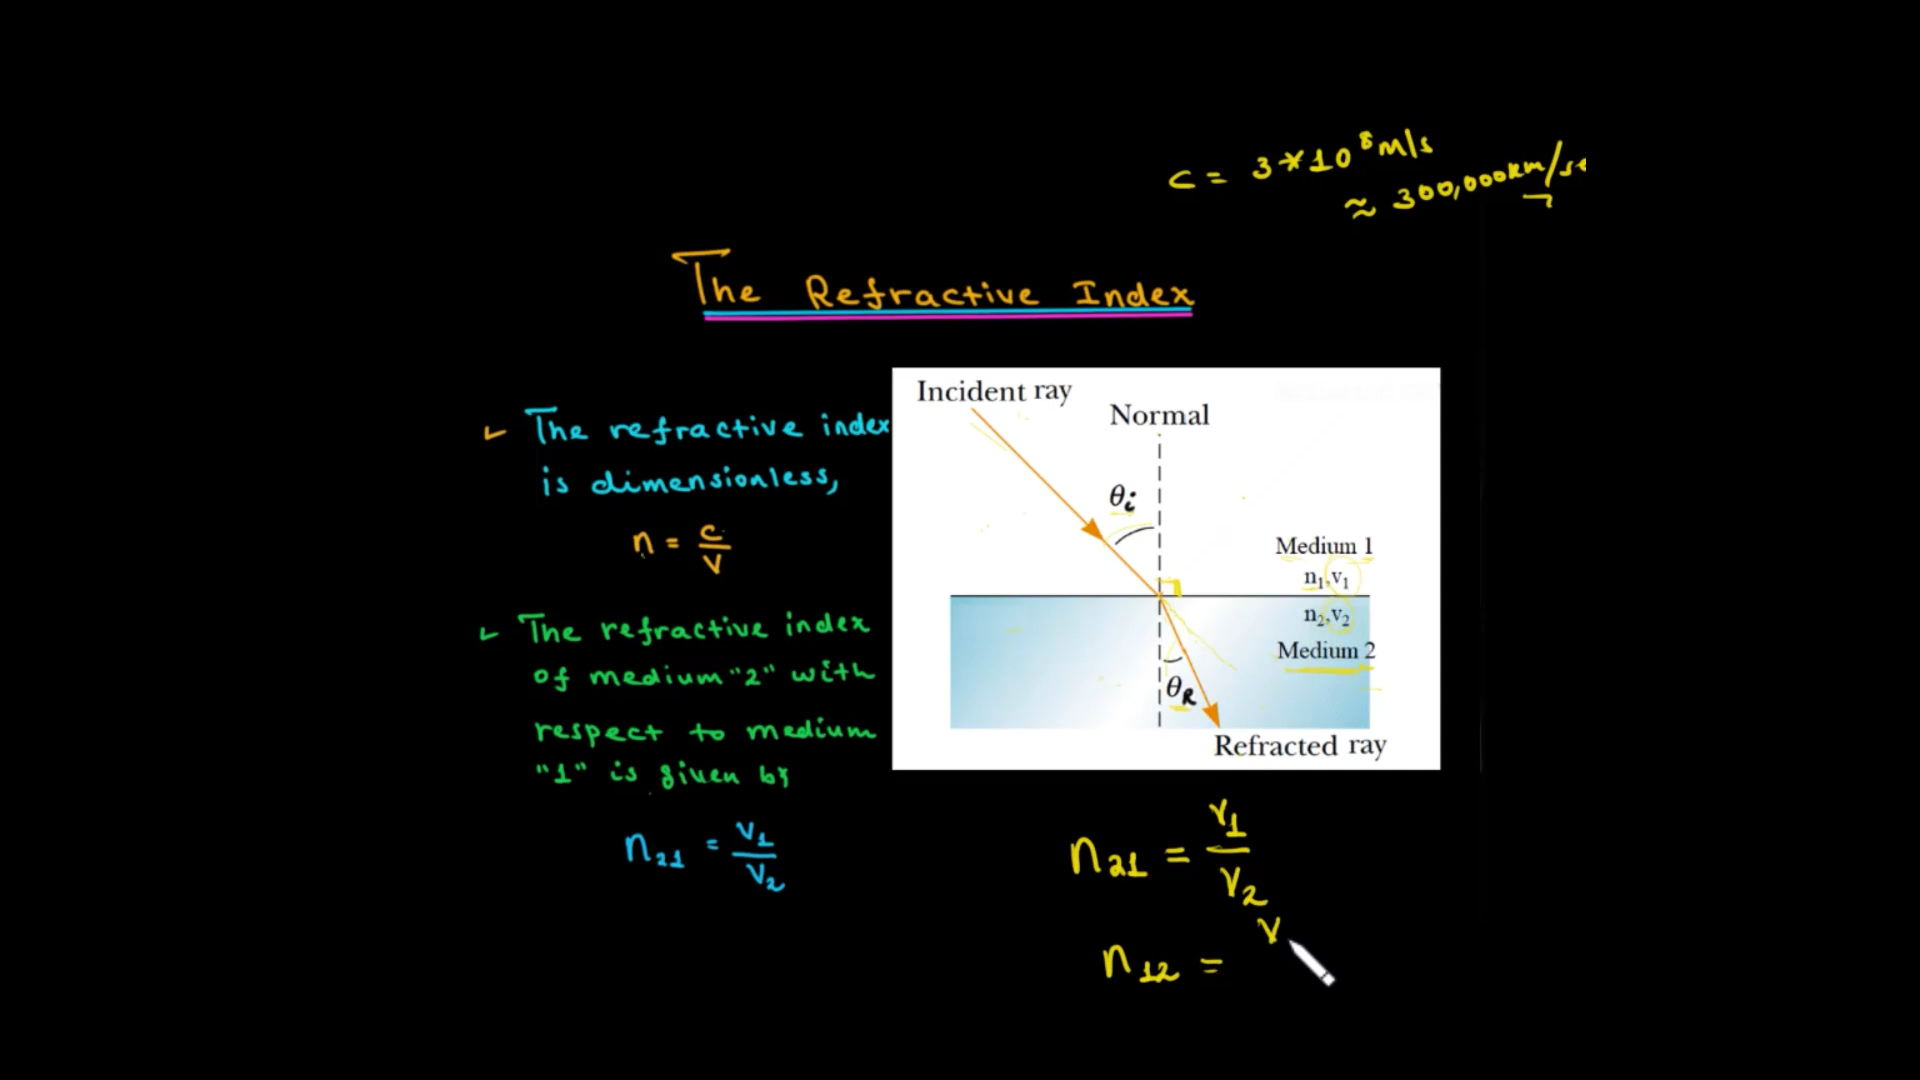 c = 3*10⁸ m/s
≈ 300,000km/s
The Refractive Index
The refractive index
is dimensionless,
n = c/v
The refractive index
of medium "2" with
respect to medium
"1" is given by
n₂₁ = v₁/v₂
Incident ray
Normal
θi
Medium 1
n₁,v₁
n₂,v₂
Medium 2
θR
Refracted ray
n₂₁ = v₁/v₂
n₁₂ = v